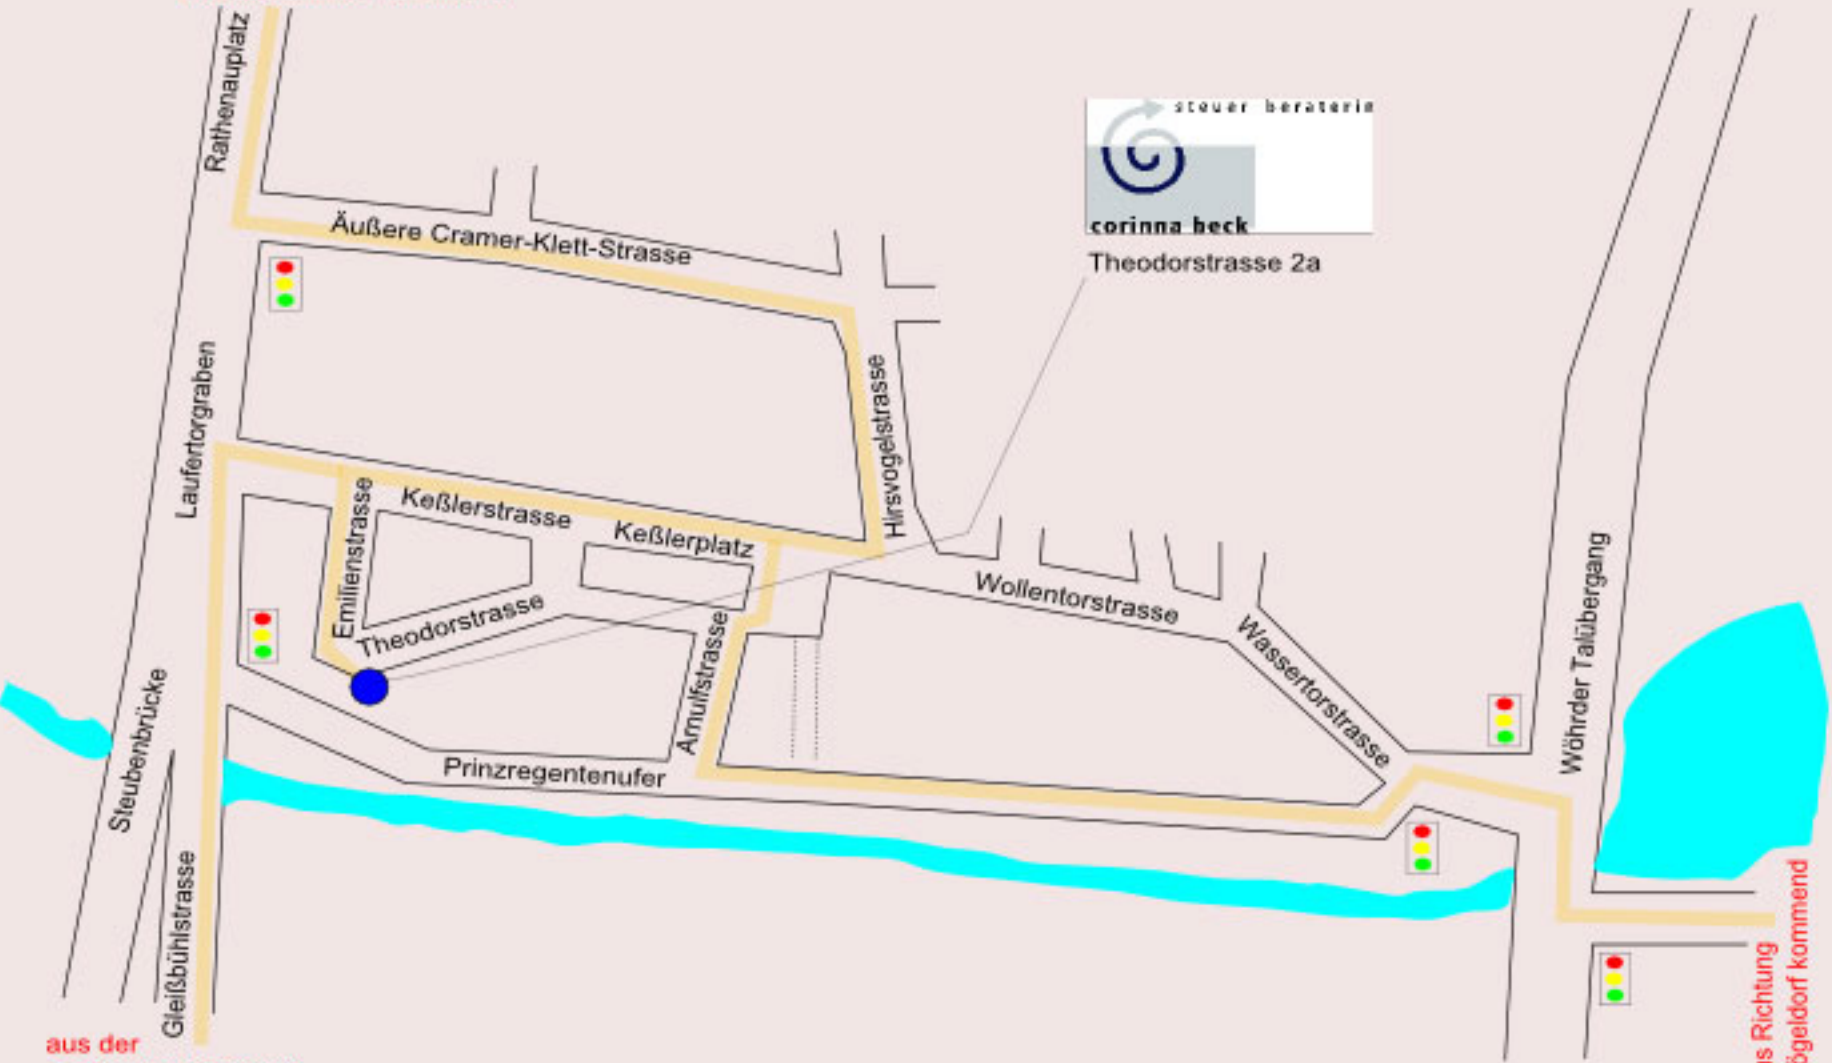 Rathenauplatz
steuer beraterin
corinna beck
Theodorstrasse 2a
Äußere Cramer-Klett-Strasse
Laufertorgraben
Hirsvogelstrasse
Keßlerstrasse
Keßlerplatz
Emilienstrasse
Theodorstrasse
Wollentorstrasse
Wassertorstrasse
Wöhrder Talübergang
Arnulfstrasse
Steubenbrücke
Prinzregentenufer
Gleißbühlstrasse
aus der
Richtung
ögeldorf kommend